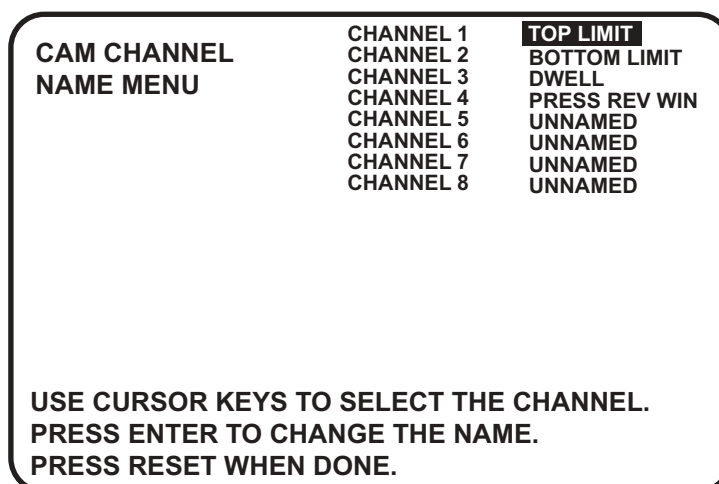 CAM CHANNEL
NAME MENU
CHANNEL 1 TOP LIMIT
CHANNEL 2 BOTTOM LIMIT
CHANNEL 3 DWELL
CHANNEL 4 PRESS REV WIN
CHANNEL 5 UNNAMED
CHANNEL 6 UNNAMED
CHANNEL 7 UNNAMED
CHANNEL 8 UNNAMED
USE CURSOR KEYS TO SELECT THE CHANNEL.
PRESS ENTER TO CHANGE THE NAME.
PRESS RESET WHEN DONE.